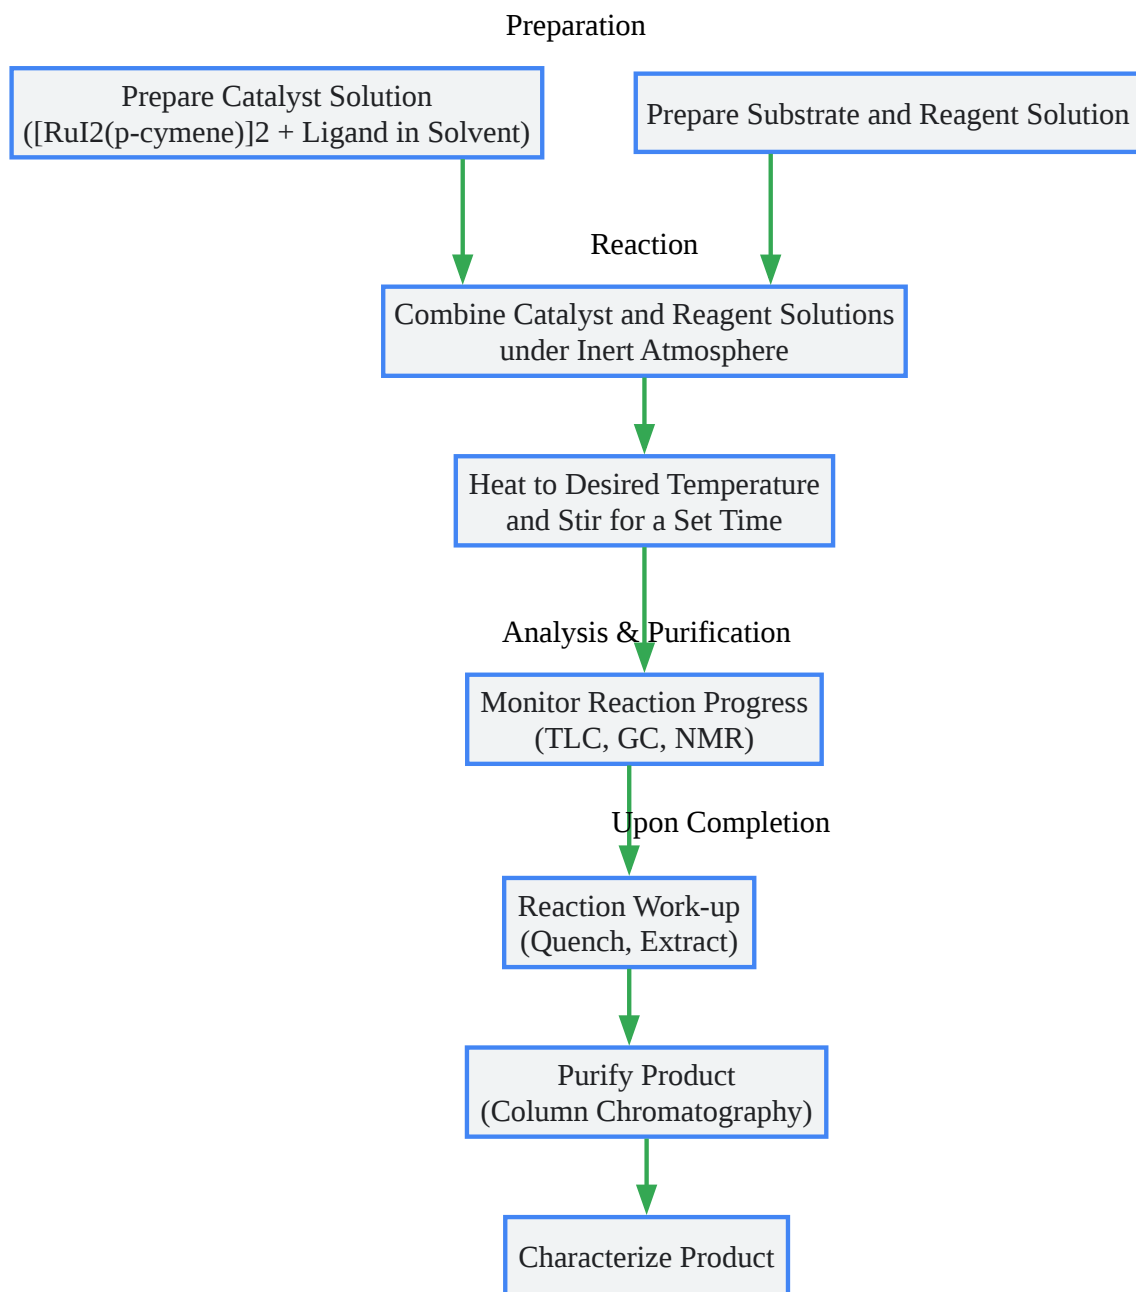 Preparation
Prepare Catalyst Solution
([RuI2(p-cymene)]2 + Ligand in Solvent)
Prepare Substrate and Reagent Solution
Reaction
Combine Catalyst and Reagent Solutions
under Inert Atmosphere
Heat to Desired Temperature
and Stir for a Set Time
Analysis & Purification
Monitor Reaction Progress
(TLC, GC, NMR)
Upon Completion
Reaction Work-up
(Quench, Extract)
Purify Product
(Column Chromatography)
Characterize Product